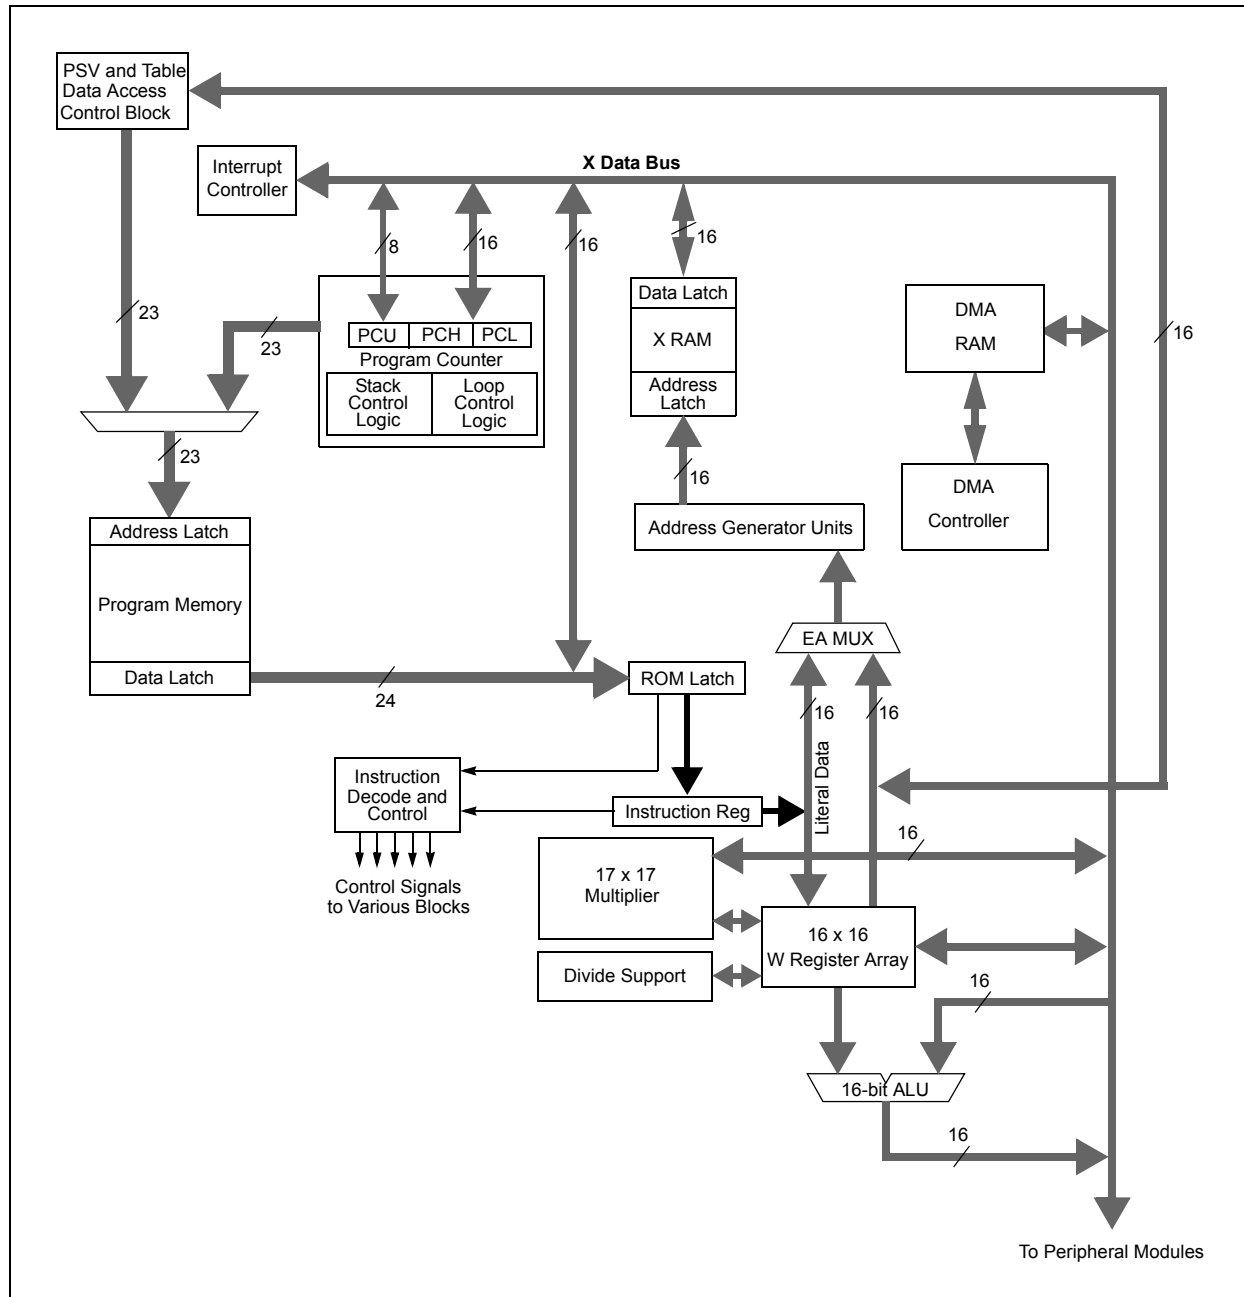 PSV and Table
Data Access
Control Block
Interrupt
Controller
X Data Bus
8
16
16
16
23
23
16
PCU
PCH
PCL
Program Counter
Stack
Control
Logic
Loop
Control
Logic
Data Latch
X RAM
Address
Latch
DMA
RAM
23
16
DMA
Controller
Address Latch
Program Memory
Data Latch
Address Generator Units
EA MUX
24
ROM Latch
16
16
Literal Data
Instruction
Decode and
Control
Instruction Reg
Control Signals
to Various Blocks
17 x 17
Multiplier
16
16 x 16
W Register Array
Divide Support
16
16-bit ALU
16
To Peripheral Modules